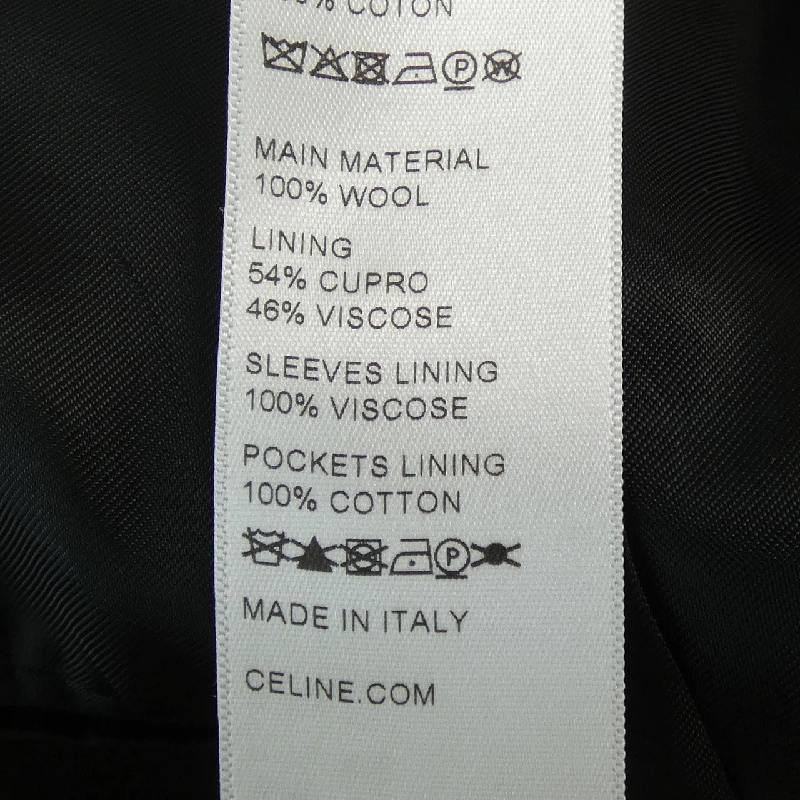 % COTON
P W
MAIN MATERIAL
100% WOOL
LINING
54% CUPRO
46% VISCOSE
SLEEVES LINING
100% VISCOSE
POCKETS LINING
100% COTTON
P
MADE IN ITALY
CELINE.COM